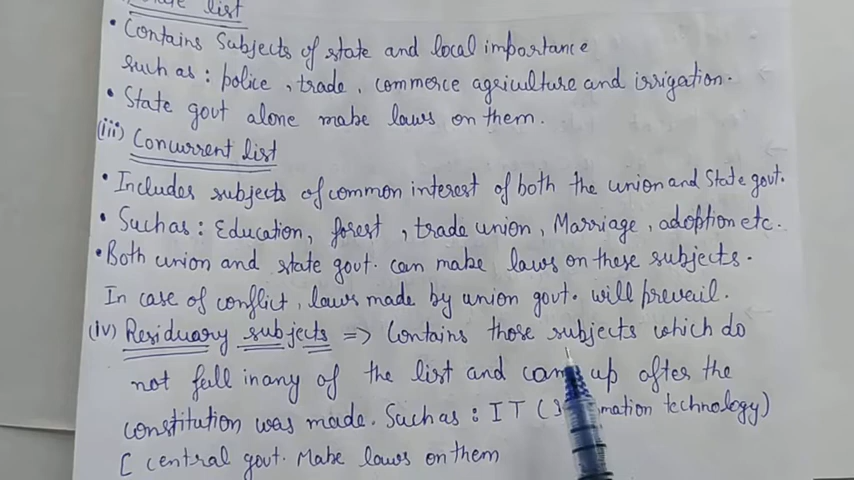 list
• Contains Subjects of state and local importance
such as : police , trade , commerce agriculture and irrigation.
• State govt alone make laws on them.
(iii) Concurrent list
• Includes subjects of common interest of both the union and State govt.
• Such as : Education, forest , trade union, Marriage, adoption etc.
• Both union and state govt. can make laws on these subjects.
In case of conflict, laws made by union govt. will prevail.
(iv) Residuary subjects => Contains those subjects which do
not fall in any of the list and came up after the
constitution was made. Such as : IT ( technology)
[ central govt. Make laws on them